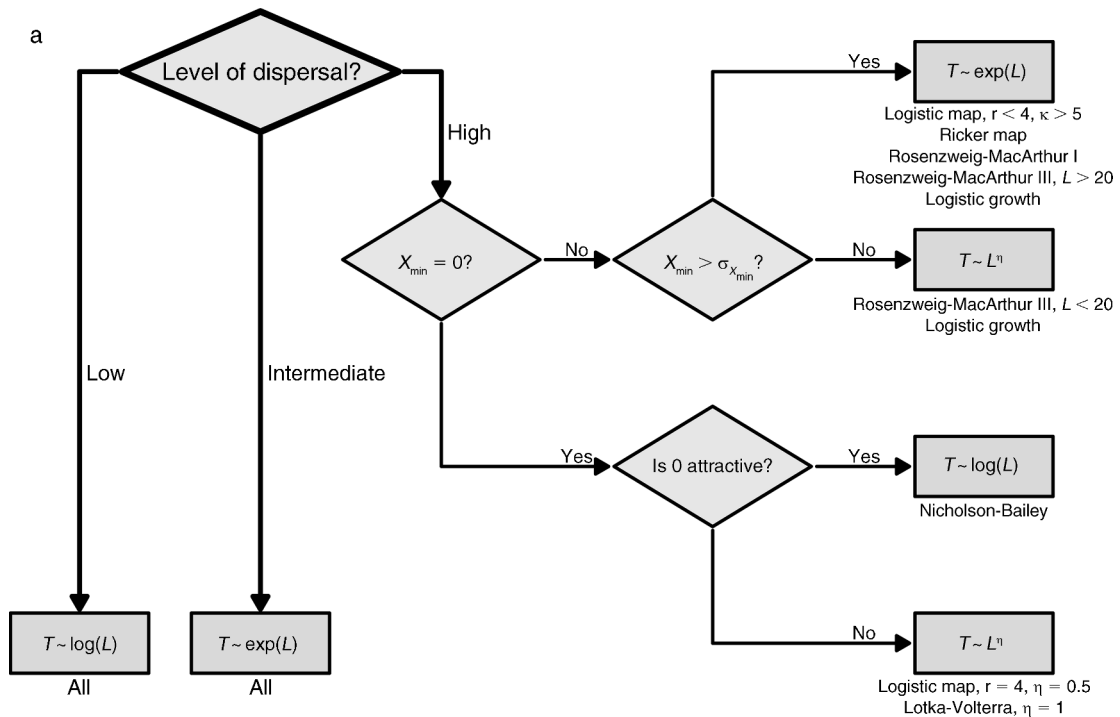 a
Level of dispersal?
High
Low
Intermediate
T ~ log(L)
All
T ~ exp(L)
All
X_min = 0?
No
Yes
X_min > σ_X_min?
Yes
T ~ exp(L)
Logistic map, r < 4, κ > 5
Ricker map
Rosenzweig-MacArthur I
Rosenzweig-MacArthur III, L > 20
Logistic growth
No
T ~ L^η
Rosenzweig-MacArthur III, L < 20
Logistic growth
Is 0 attractive?
Yes
T ~ log(L)
Nicholson-Bailey
No
T ~ L^η
Logistic map, r = 4, η = 0.5
Lotka-Volterra, η = 1